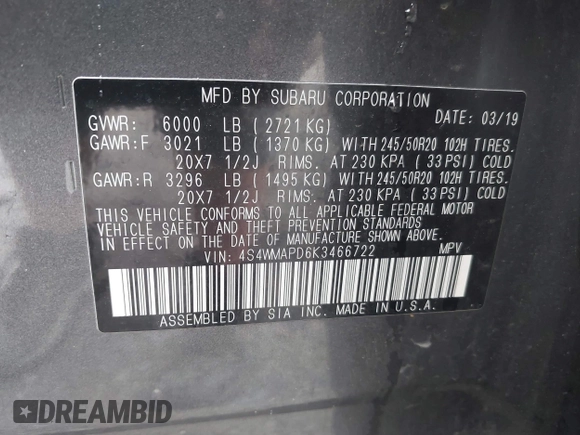 MFD BY SUBARU CORPORATION
GVWR: 6000 LB ( 2721 KG) DATE: 03/19
GAWR:F 3021 LB ( 1370 KG) WITH 245/50R20 102H TIRES.
20X7 1/2J RIMS. AT 230 KPA ( 33 PSI) COLD
GAWR:R 3296 LB ( 1495 KG) WITH 245/50R20 102H TIRES.
20X7 1/2J RIMS. AT 230 KPA ( 33 PSI) COLD
THIS VEHICLE CONFORMS TO ALL APPLICABLE FEDERAL MOTOR
VEHICLE SAFETY AND THEFT PREVENTION STANDARDS
IN EFFECT ON THE DATE OF MANUFACTURE SHOWN ABOVE.
VIN: 4S4WMAPD6K3466722 MPV
ASSEMBLED BY SIA INC. MADE IN U.S.A.
DREAMBID